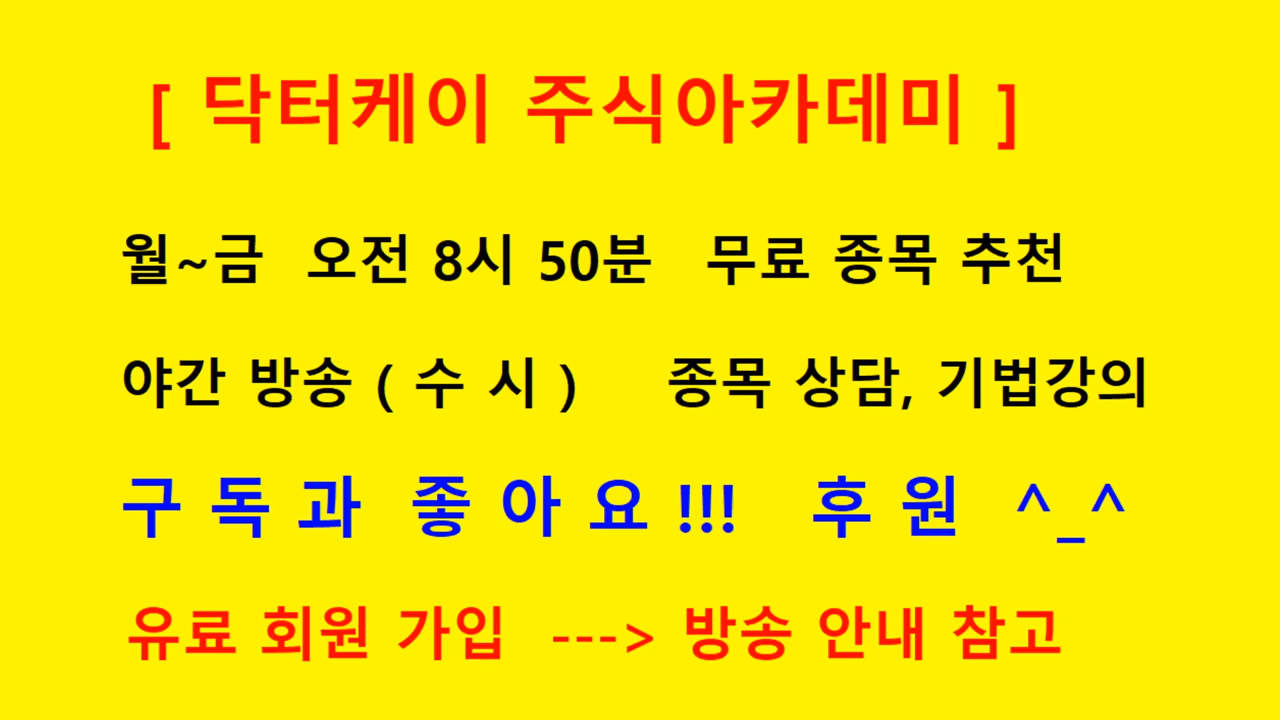 [ 닥터케이 주식아카데미 ]
월~금 오전 8시 50분 무료 종목 추천
야간 방송 ( 수 시 ) 종목 상담, 기법강의
구 독 과 좋 아 요 !!! 후 원 ^_^
유료 회원 가입 ---> 방송 안내 참고